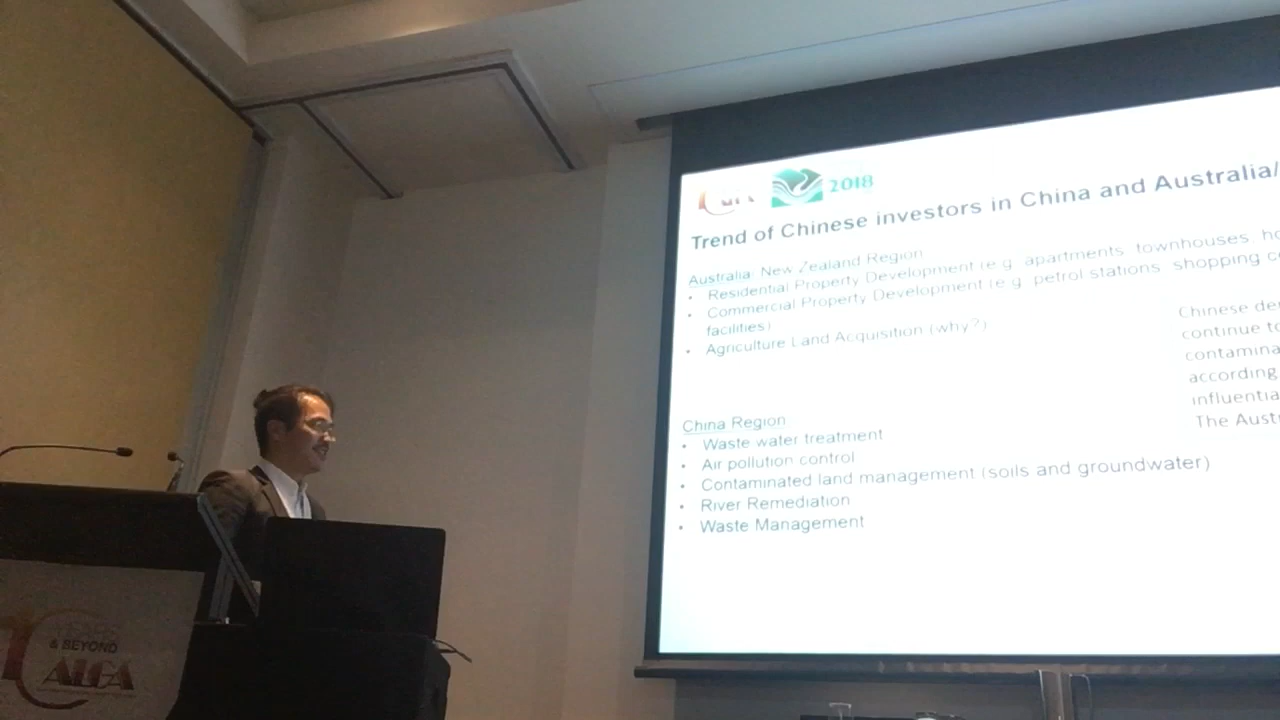 2018
Trend of Chinese investors in China and Australia/
Australia New Zealand Region
• Residential Property Development (e.g. apartments, townhouses, ho
• Commercial Property Development (e.g. petrol stations, shopping c
facilities)
• Agriculture Land Acquisition (why?)
Chinese de
continue to
contamina
according
influentia
The Aust
China Region
• Waste water treatment
• Air pollution control
• Contaminated land management (soils and groundwater)
• River Remediation
• Waste Management
& BEYOND
ALGA